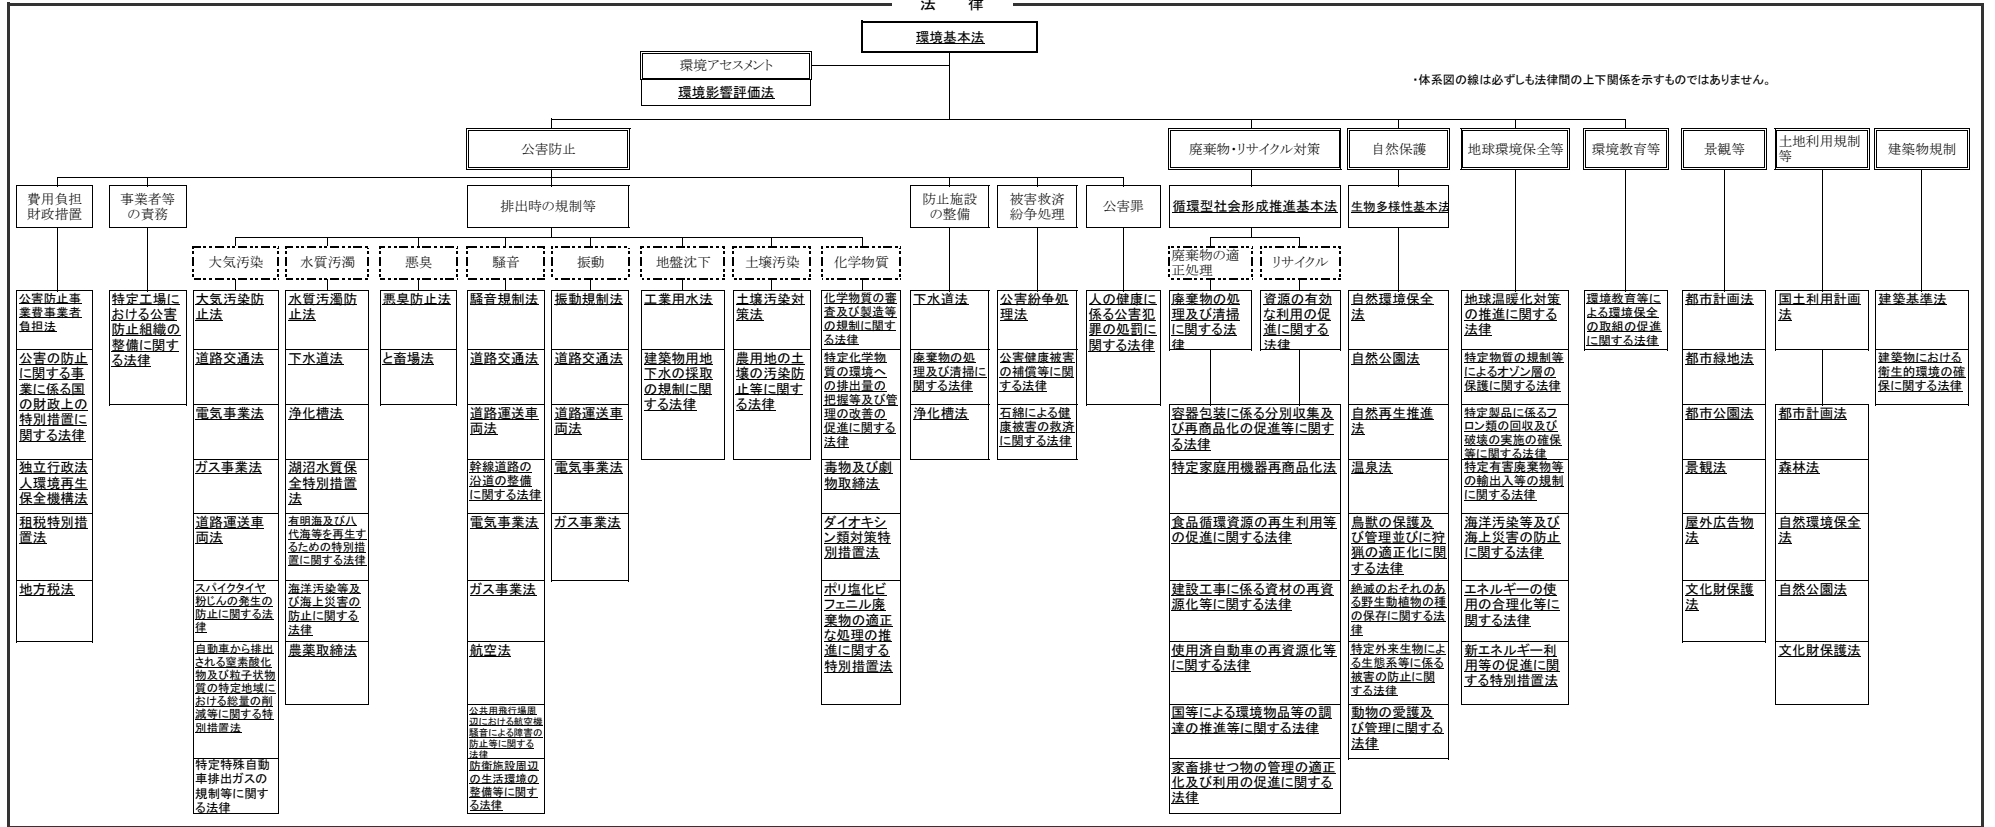 法　律
環境基本法
環境アセスメント
環境影響評価法
・体系図の線は必ずしも法律間の上下関係を示すものではありません。
公害防止
廃棄物・リサイクル対策
自然保護
地球環境保全等
環境教育等
景観等
土地利用規制
等
建築物規制
費用負担
財政措置
事業者等
の責務
排出時の規制等
防止施設
の整備
被害救済
紛争処理
公害罪
循環型社会形成推進基本法
生物多様性基本法
大気汚染
水質汚濁
悪臭
騒音
振動
地盤沈下
土壌汚染
化学物質
廃棄物の適
正処理
リサイクル
公害防止事
業費事業者
負担法
公害の防止
に関する事
業に係る国
の財政上の
特別措置に
関する法律
独立行政法
人環境再生
保全機構法
租税特別措
置法
地方税法
特定工場に
おける公害
防止組織の
整備に関す
る法律
大気汚染防
止法
道路交通法
電気事業法
ガス事業法
道路運送車
両法
スパイクタイヤ
粉じんの発生の
防止に関する法
律
自動車から排出
される窒素酸化
物及び粒子状物
質の特定地域に
おける総量の削
減等に関する特
別措置法
特定特殊自動
車排出ガスの
規制等に関す
る法律
水質汚濁防
止法
下水道法
浄化槽法
湖沼水質保
全特別措置
法
有明海及び八
代海等を再生す
るための特別措
置に関する法律
海洋汚染等及
び海上災害の
防止に関する
法律
農薬取締法
悪臭防止法
と畜場法
騒音規制法
道路交通法
道路運送車
両法
幹線道路の
沿道の整備
に関する法律
電気事業法
ガス事業法
航空法
公共用飛行場周
辺における航空機
騒音による障害の
防止等に関する
法律
防衛施設周辺
の生活環境の
整備等に関す
る法律
振動規制法
道路交通法
道路運送車
両法
電気事業法
ガス事業法
工業用水法
建築物用地
下水の採取
の規制に関
する法律
土壌汚染対
策法
農用地の土
壌の汚染防
止等に関す
る法律
化学物質の審
査及び製造等
の規制に関す
る法律
特定化学物
質の環境へ
の排出量の
把握等及び管
理の改善の
促進に関する
法律
毒物及び劇
物取締法
ダイオキシ
ン類対策特
別措置法
ポリ塩化ビ
フェニル廃
棄物の適正
な処理の推
進に関する
特別措置法
下水道法
廃棄物の処
理及び清掃に
関する法律
浄化槽法
公害紛争処
理法
公害健康被害
の補償等に関
する法律
石綿による健
康被害の救済
に関する法律
人の健康に
係る公害犯
罪の処罰に
関する法律
廃棄物の処
理及び清掃
に関する法
律
資源の有効
な利用の促
進に関する
法律
容器包装に係る分別収集及
び再商品化の促進等に関す
る法律
特定家庭用機器再商品化法
食品循環資源の再生利用等
の促進に関する法律
建設工事に係る資材の再資
源化等に関する法律
使用済自動車の再資源化等
に関する法律
国等による環境物品等の調
達の推進等に関する法律
家畜排せつ物の管理の適正
化及び利用の促進に関する
法律
自然環境保全
法
自然公園法
自然再生推進
法
温泉法
鳥獣の保護及
び管理並びに狩
猟の適正化に関
する法律
絶滅のおそれのあ
る野生動植物の種
の保存に関する法
律
特定外来生物によ
る生態系等に係る
被害の防止に関
する法律
動物の愛護及
び管理に関する
法律
地球温暖化対策
の推進に関する
法律
特定物質の規制等
によるオゾン層の
保護に関する法律
特定製品に係るフ
ロン類の回収及び
破壊の実施の確保
等に関する法律
特定有害廃棄物等
の輸出入等の規制
に関する法律
海洋汚染等及び
海上災害の防止
に関する法律
エネルギーの使
用の合理化等に
関する法律
新エネルギー利
用等の促進に関
する特別措置法
環境教育等に
よる環境保全
の取組の促進
に関する法律
都市計画法
都市緑地法
都市公園法
景観法
屋外広告物
法
文化財保護
法
国土利用計画
法
都市計画法
森林法
自然環境保全
法
自然公園法
文化財保護法
建築基準法
建築物における
衛生的環境の確
保に関する法律